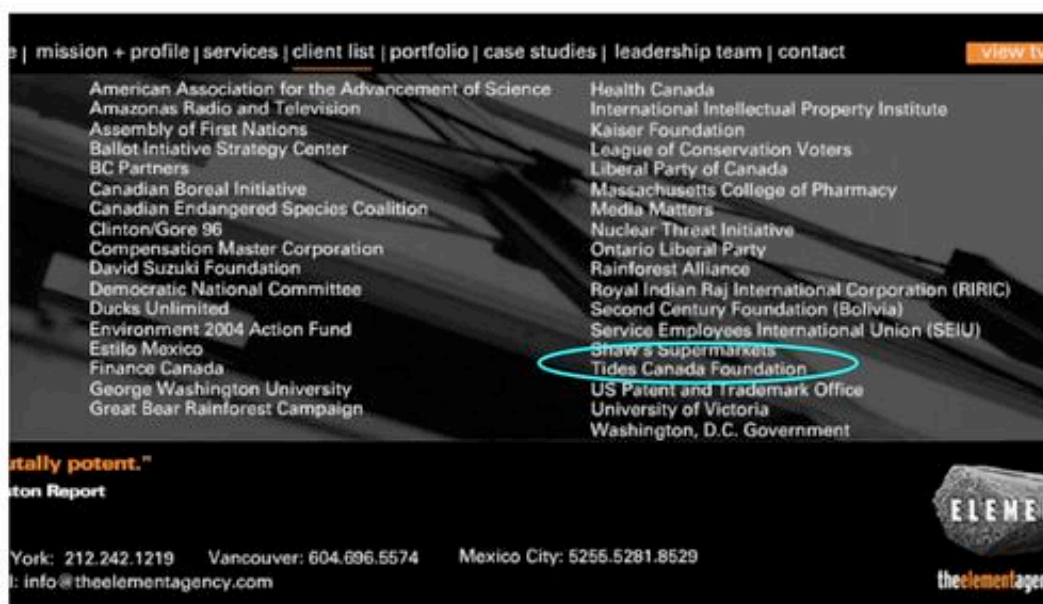 e | mission + profile | services | client list | portfolio | case studies | leadership team | contact
view tv
American Association for the Advancement of Science
Amazonas Radio and Television
Assembly of First Nations
Ballot Intiative Strategy Center
BC Partners
Canadian Boreal Initiative
Canadian Endangered Species Coalition
Clinton/Gore 96
Compensation Master Corporation
David Suzuki Foundation
Democratic National Committee
Ducks Unlimited
Environment 2004 Action Fund
Estilo Mexico
Finance Canada
George Washington University
Great Bear Rainforest Campaign
Health Canada
International Intellectual Property Institute
Kaiser Foundation
League of Conservation Voters
Liberal Party of Canada
Massachusetts College of Pharmacy
Media Matters
Nuclear Threat Initiative
Ontario Liberal Party
Rainforest Alliance
Royal Indian Raj International Corporation (RIRIC)
Second Century Foundation (Bolivia)
Service Employees International Union (SEIU)
Shaw's Supermarkets
Tides Canada Foundation
US Patent and Trademark Office
University of Victoria
Washington, D.C. Government
utally potent."
ton Report
York: 212.242.1219 Vancouver: 604.696.5574 Mexico City: 5255.5281.8529
l: info@theelementagency.com
ELEME
theelementagen